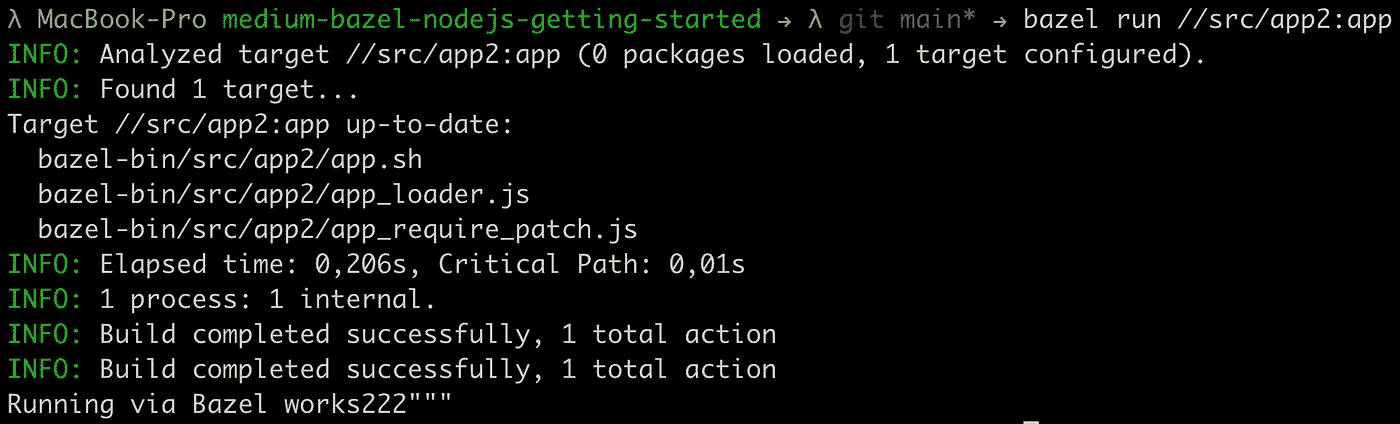 λ MacBook-Pro medium-bazel-nodejs-getting-started → λ git main* → bazel run //src/app2:app
INFO: Analyzed target //src/app2:app (0 packages loaded, 1 target configured).
INFO: Found 1 target...
Target //src/app2:app up-to-date:
  bazel-bin/src/app2/app.sh
  bazel-bin/src/app2/app_loader.js
  bazel-bin/src/app2/app_require_patch.js
INFO: Elapsed time: 0,206s, Critical Path: 0,01s
INFO: 1 process: 1 internal.
INFO: Build completed successfully, 1 total action
INFO: Build completed successfully, 1 total action
Running via Bazel works222"""